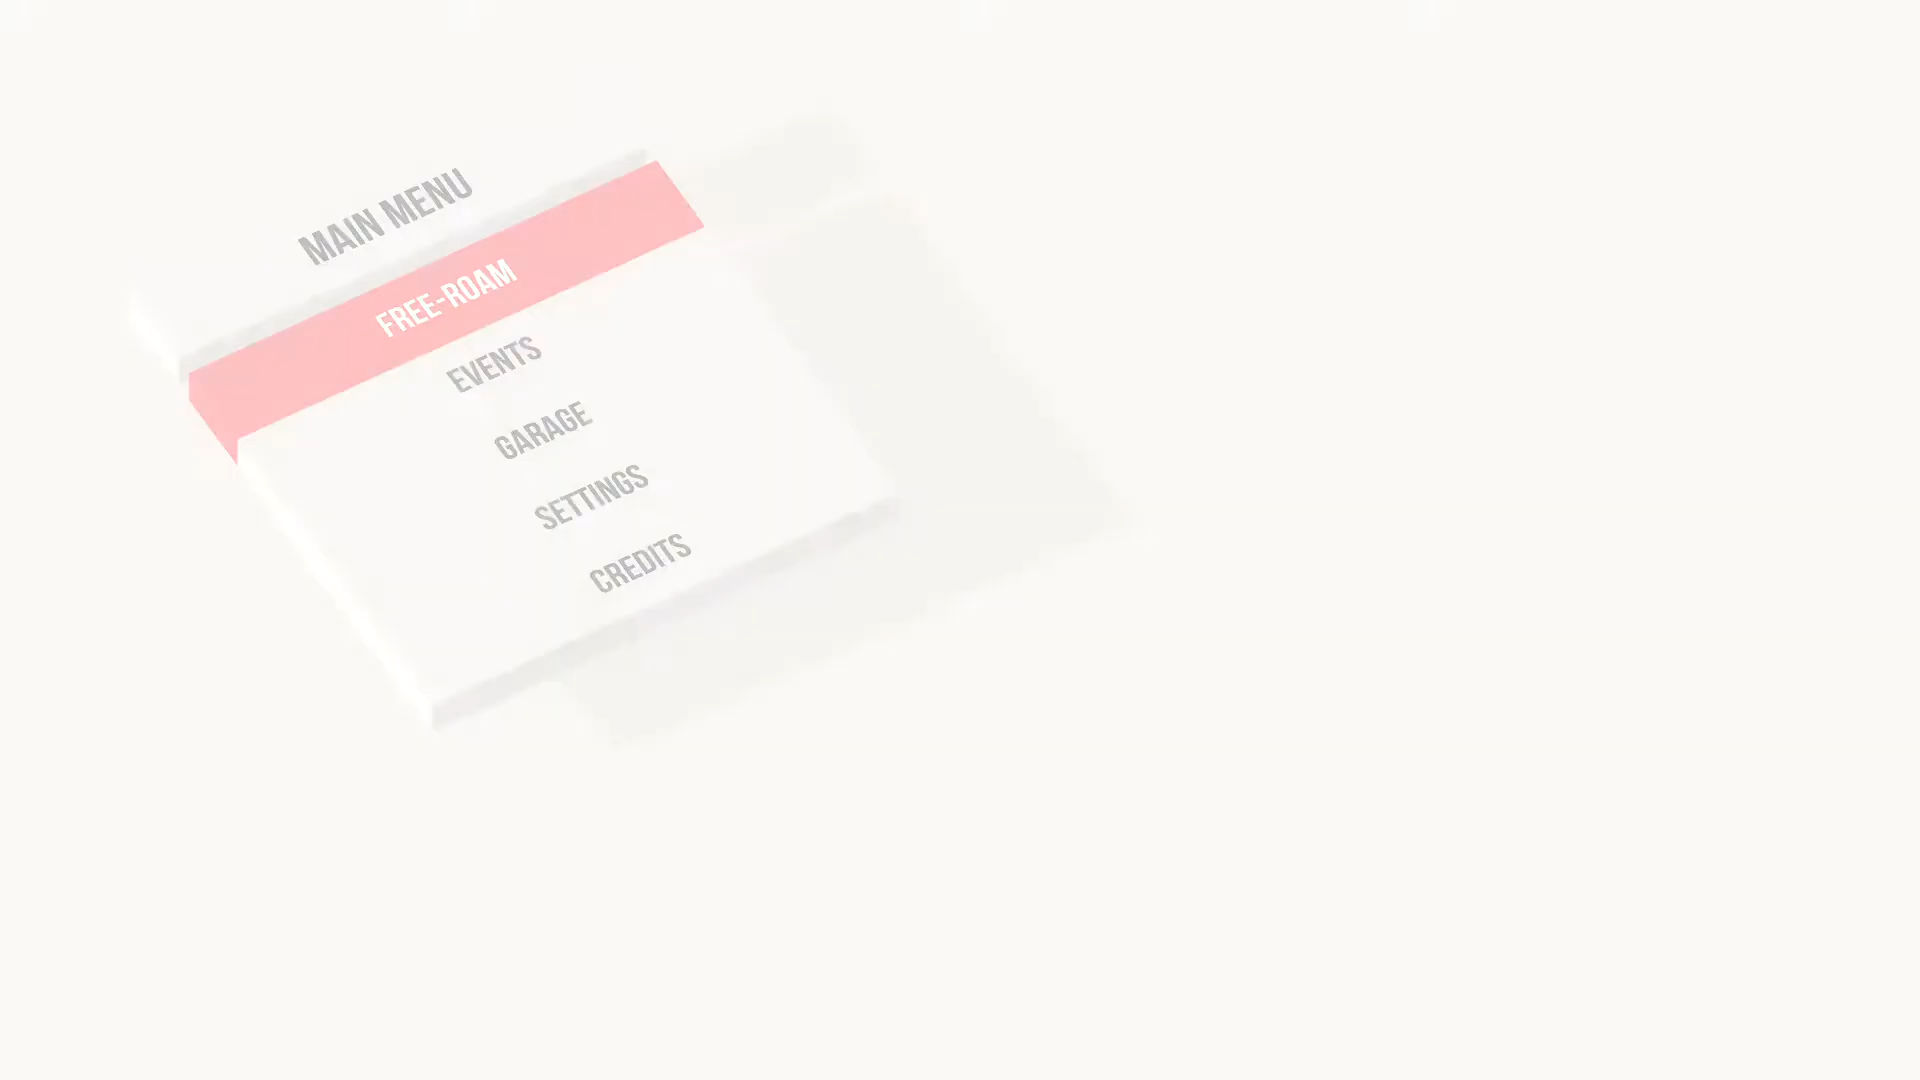 MAIN MENU
FREE-ROAM
EVENTS
GARAGE
SETTINGS
CREDITS